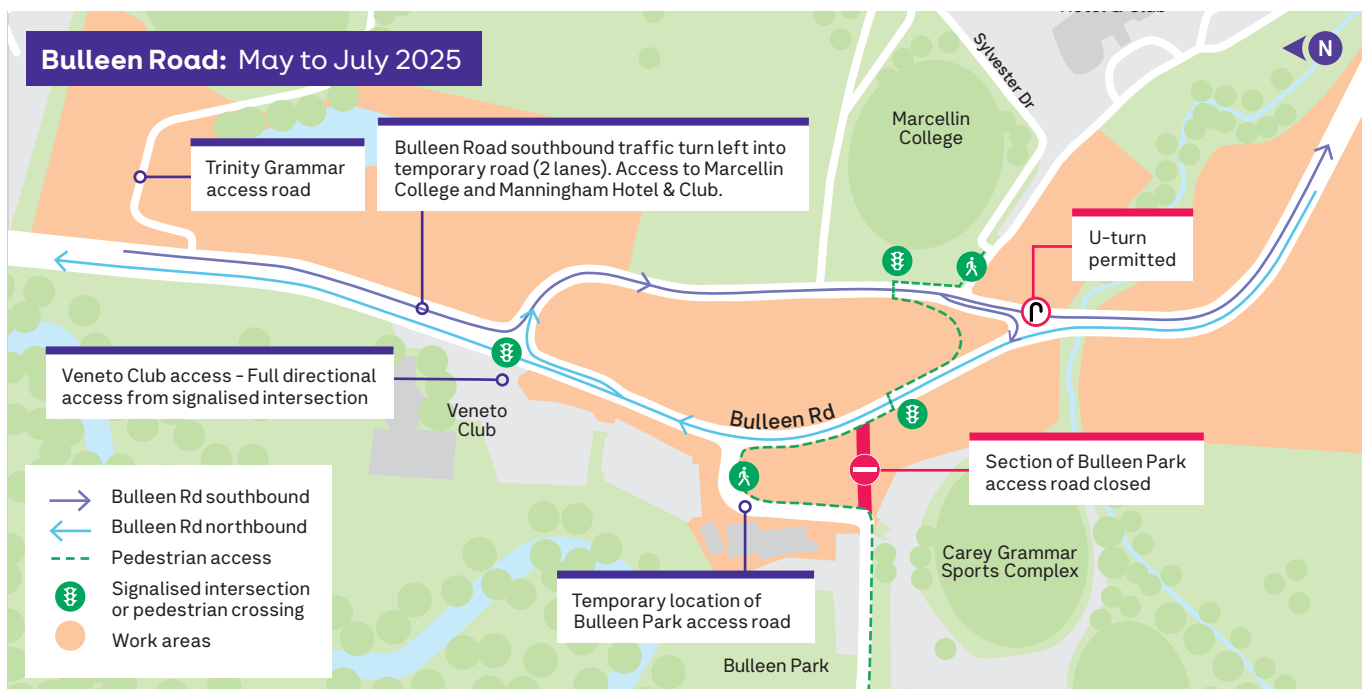 Bulleen Road: May to July 2025
Hotel & Club
Sylvester Dr
N
Marcellin
College
Trinity Grammar
access road
Bulleen Road southbound traffic turn left into
temporary road (2 lanes). Access to Marcellin
College and Manningham Hotel & Club.
U-turn
permitted
Veneto Club access - Full directional
access from signalised intersection
Veneto
Club
Bulleen Rd
Section of Bulleen Park
access road closed
Bulleen Rd southbound
Bulleen Rd northbound
Pedestrian access
Signalised intersection
or pedestrian crossing
Work areas
Carey Grammar
Sports Complex
Temporary location of
Bulleen Park access road
Bulleen Park